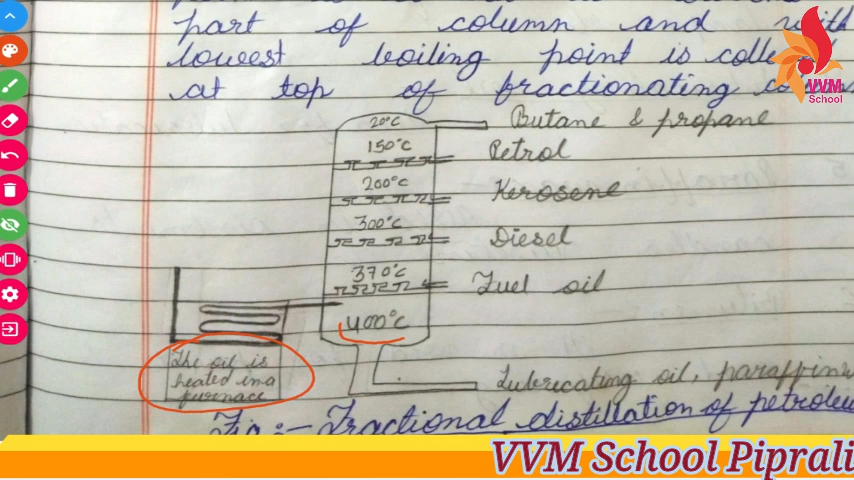 part of column and with
lowest boiling point is
at top of fractionating
VVM
School
20°C
Butane & propane
150°C
Petrol
200°C
Kerosene
300°C
Diesel
370°C
Fuel oil
400°C
The oil is
heated in a
furnace
Lubricating oil, paraffin
Fig :- Fractional distillation of
VVM School Piprali